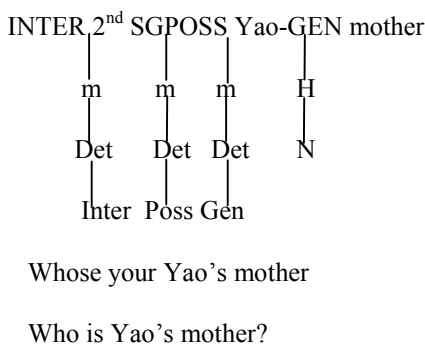 INTER 2nd SGPOSS Yao-GEN mother
m m m H
Det Det Det N
Inter Poss Gen
Whose your Yao's mother
Who is Yao's mother?